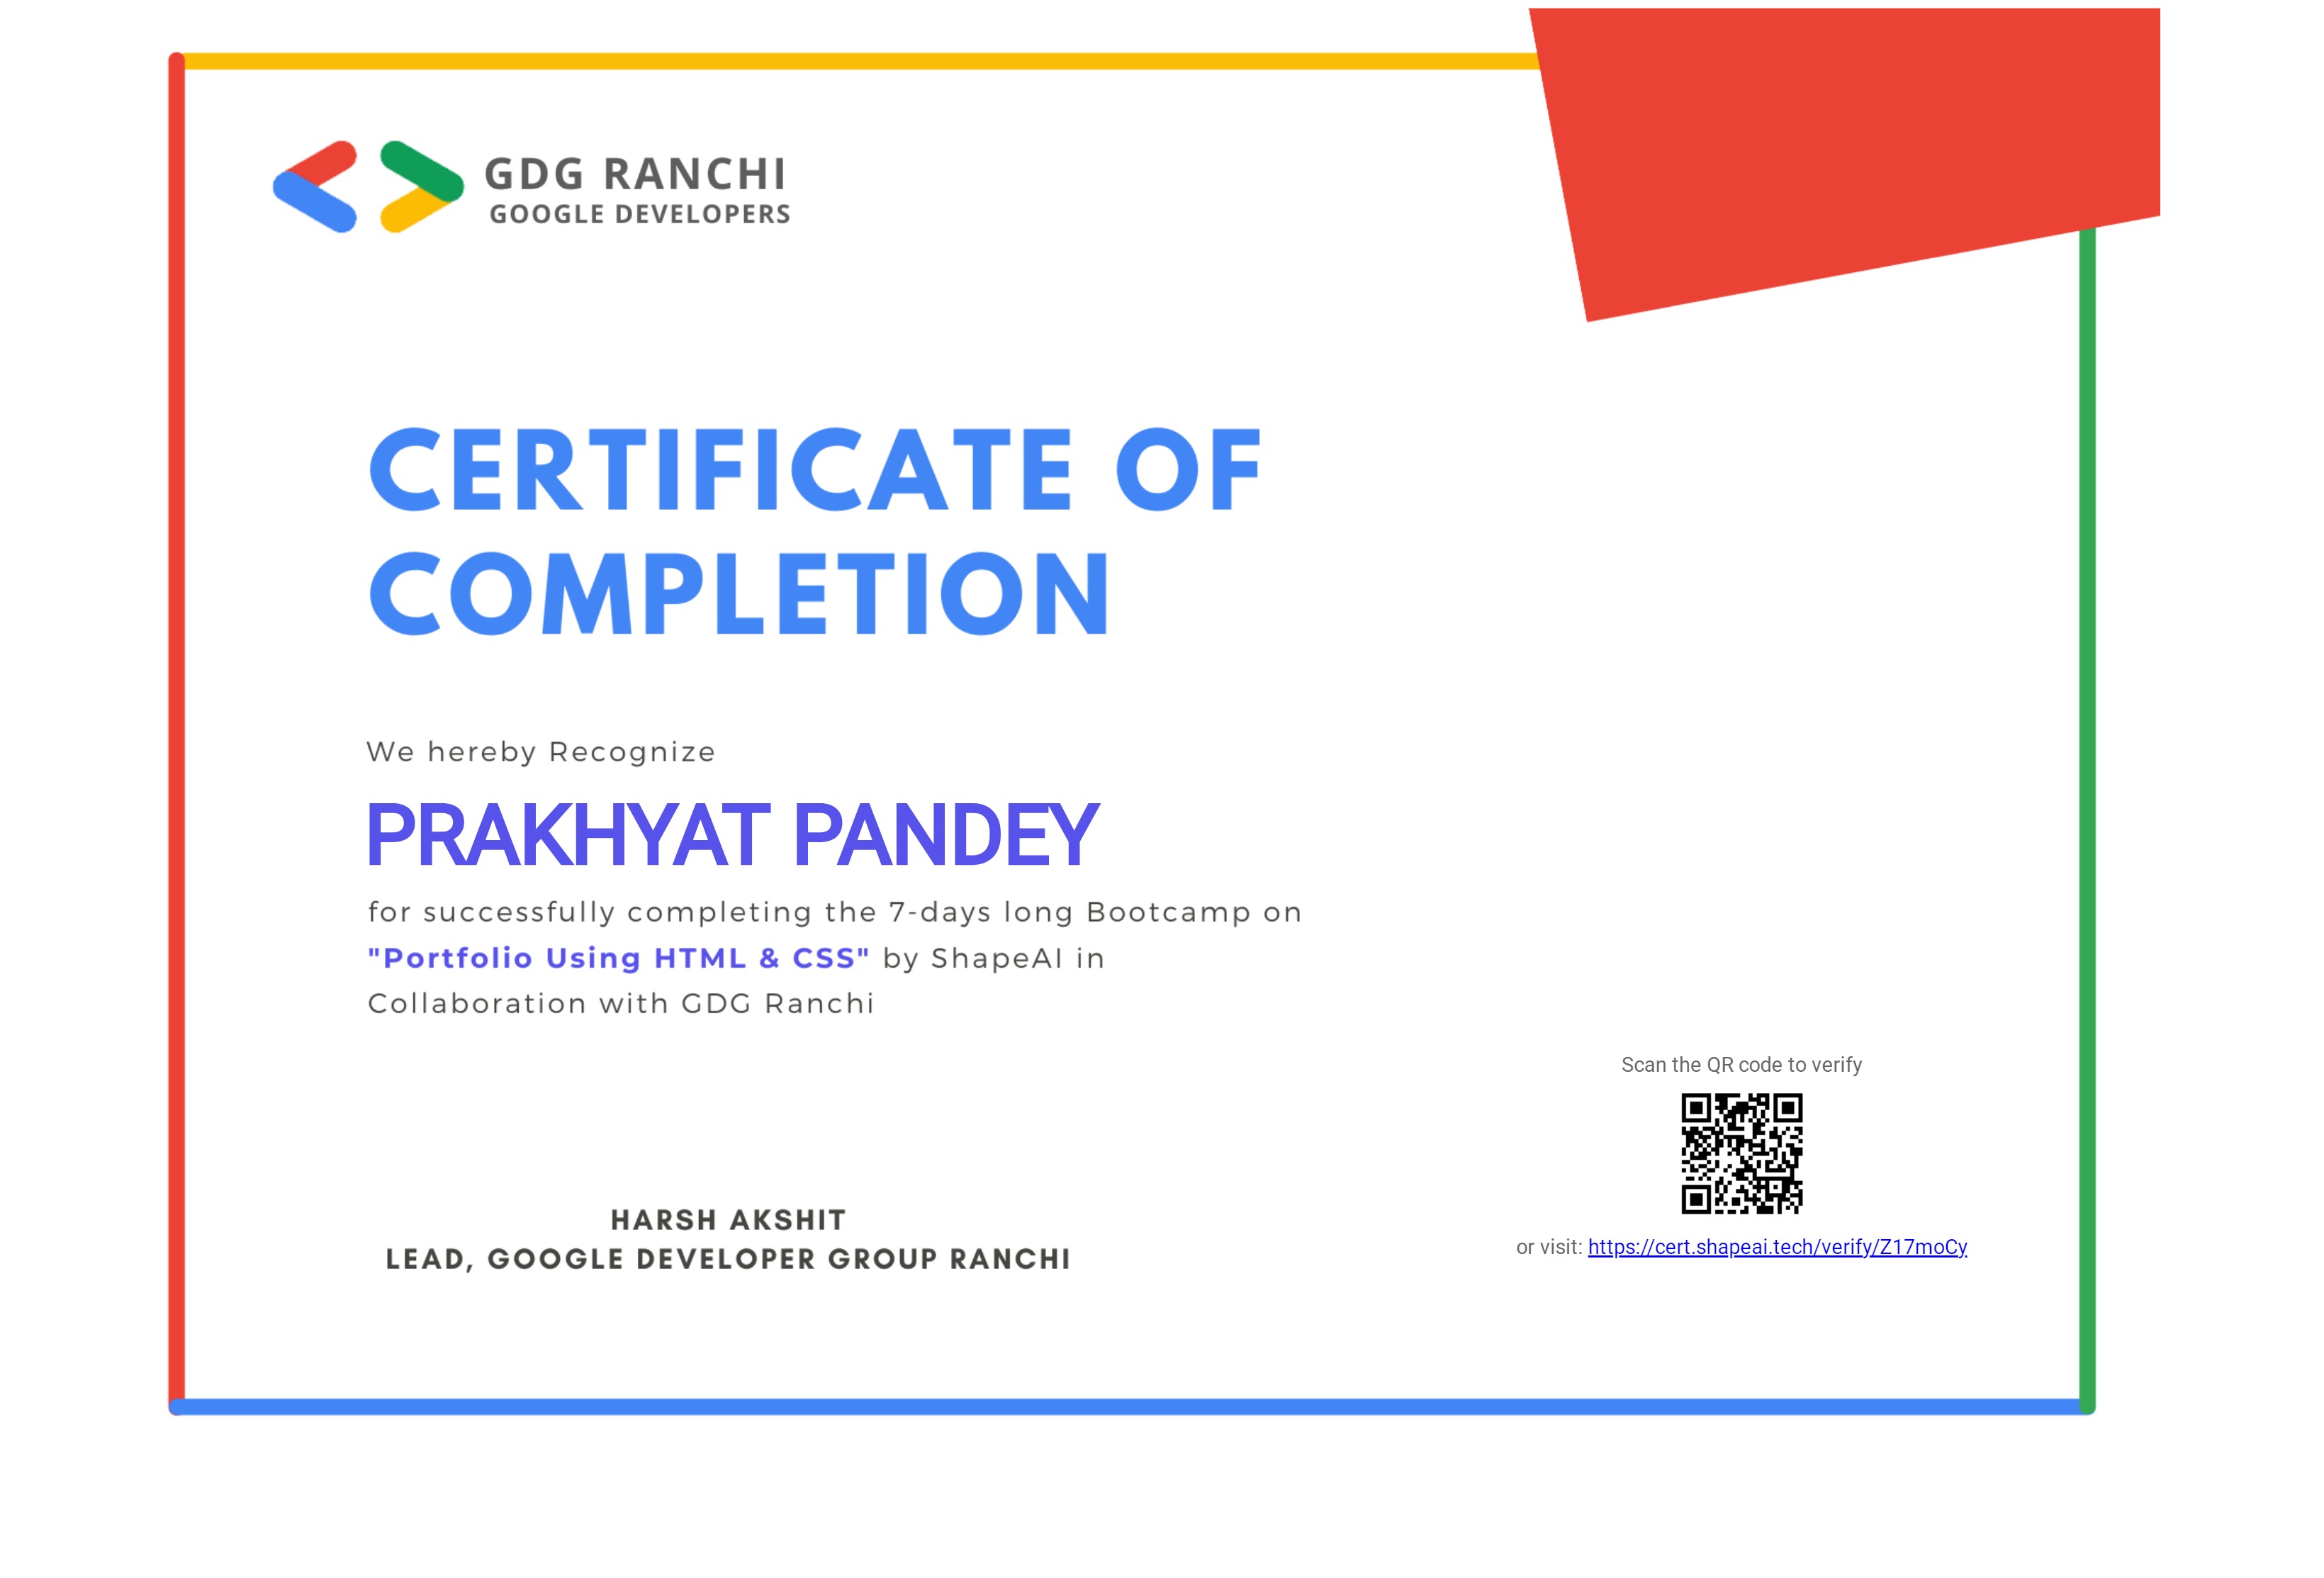 GDG RANCHI
GOOGLE DEVELOPERS
CERTIFICATE OF
COMPLETION
We hereby Recognize
PRAKHYAT PANDEY
for successfully completing the 7-days long Bootcamp on
"Portfolio Using HTML & CSS" by ShapeAI in
Collaboration with GDG Ranchi
Scan the QR code to verify
HARSH AKSHIT
LEAD, GOOGLE DEVELOPER GROUP RANCHI
or visit: https://cert.shapeai.tech/verify/Z17moCy